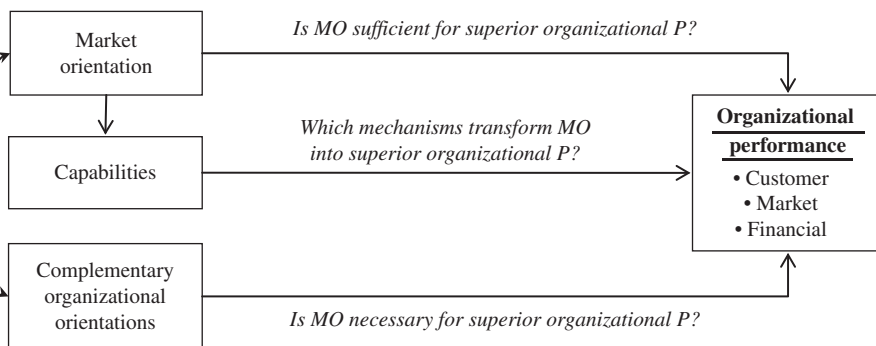 Market
orientation
Is MO sufficient for superior organizational P?
Capabilities
Which mechanisms transform MO
into superior organizational P?
Organizational
performance
• Customer
• Market
• Financial
Complementary
organizational
orientations
Is MO necessary for superior organizational P?